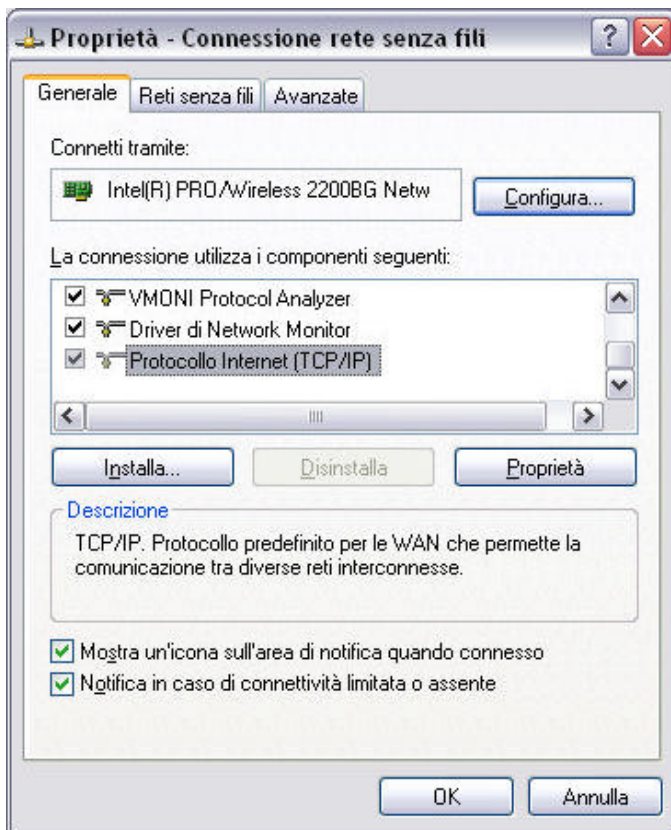 Proprietà - Connessione rete senza fili
Generale
Reti senza fili
Avanzate
Connetti tramite:
Intel(R) PRO/Wireless 2200BG Netw
Configura...
La connessione utilizza i componenti seguenti:
VMONI Protocol Analyzer
Driver di Network Monitor
Protocollo Internet (TCP/IP)
Installa...
Disinstalla
Proprietà
Descrizione
TCP/IP. Protocollo predefinito per le WAN che permette la
comunicazione tra diverse reti interconnesse.
Mostra un'icona sull'area di notifica quando connesso
Notifica in caso di connettività limitata o assente
OK
Annulla